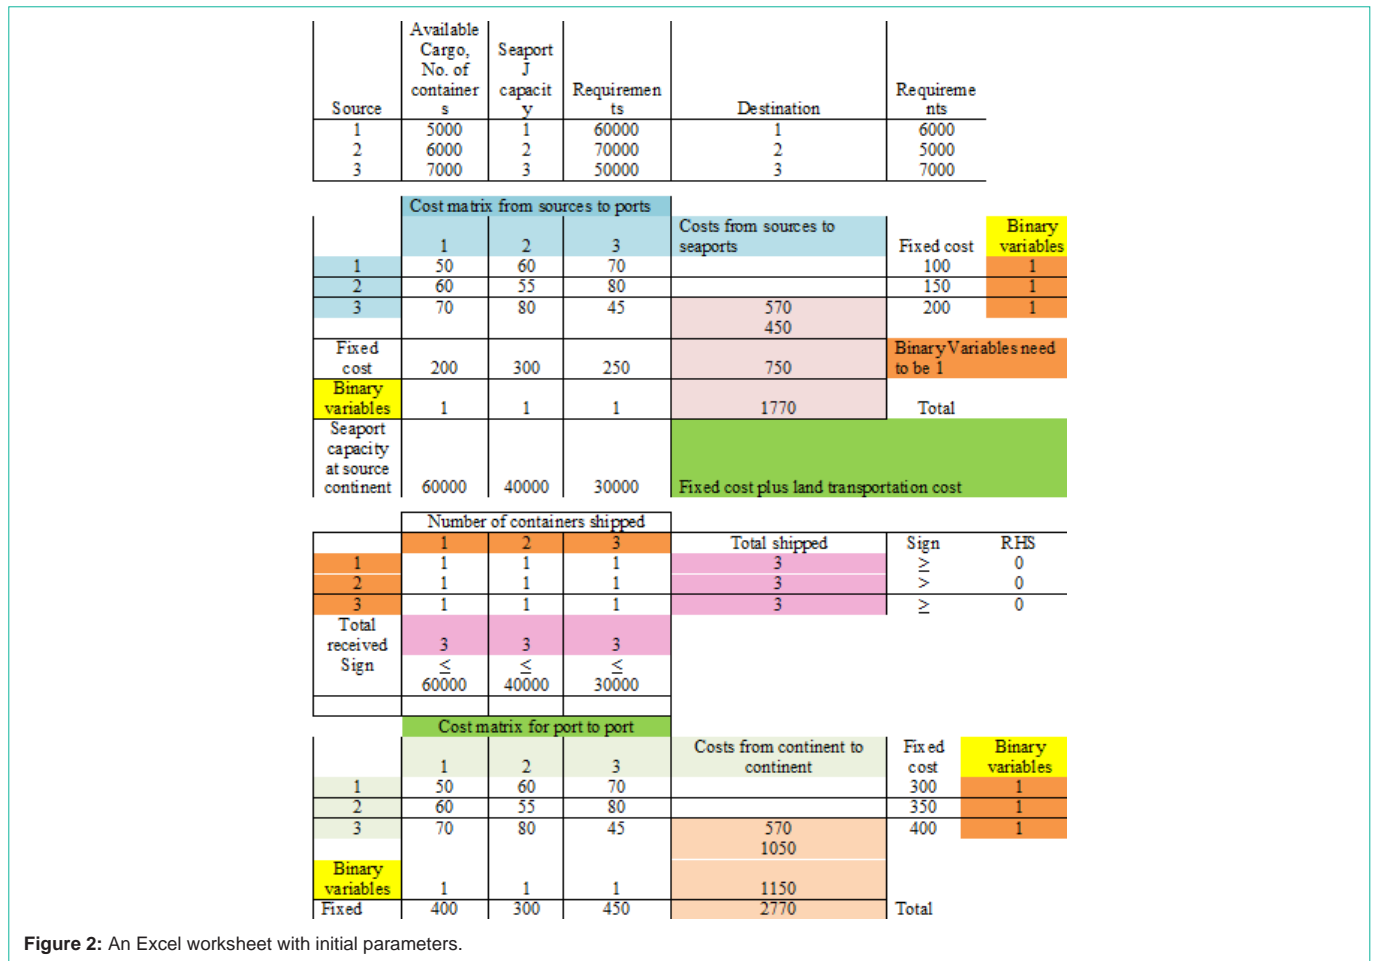 Available
Cargo, Seaport
No. of J
container capacit Requiremen Requireme
Source s y ts Destination nts
1 5000 1 60000 1 6000
2 6000 2 70000 2 5000
3 7000 3 50000 3 7000
Cost matrix from sources to ports
Costs from sources to Binary
1 2 3 seaports Fixed cost variables
1 50 60 70 100 1
2 60 55 80 150 1
3 70 80 45 570 200 1
450
Fixed Binary Variables need
cost 200 300 250 750 to be 1
Binary
variables 1 1 1 1770 Total
Seaport
capacity
at source
continent 60000 40000 30000 Fixed cost plus land transportation cost
Number of containers shipped
1 2 3 Total shipped Sign RHS
1 1 1 1 3 ≥ 0
2 1 1 1 3 > 0
3 1 1 1 3 ≥ 0
Total
received 3 3 3
Sign ≤ ≤ ≤
60000 40000 30000
Cost matrix for port to port
Costs from continent to Fixed Binary
1 2 3 continent cost variables
1 50 60 70 300 1
2 60 55 80 350 1
3 70 80 45 570 400 1
1050
Binary
variables 1 1 1 1150
Fixed 400 300 450 2770 Total
Figure 2: An Excel worksheet with initial parameters.